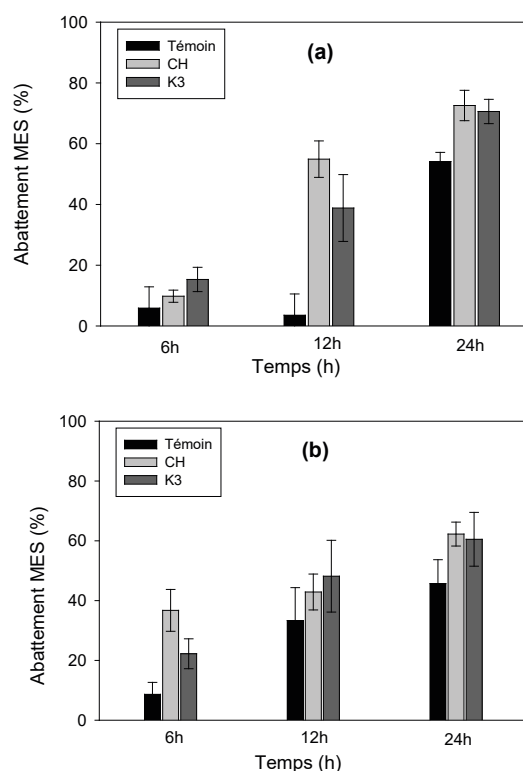 100
80
60
40
20
0
Abattement MES (%)
Témoin
CH
K3
(a)
6h
12h
24h
Temps (h)
100
80
60
40
20
0
Abattement MES (%)
Témoin
CH
K3
(b)
6h
12h
24h
Temps (h)